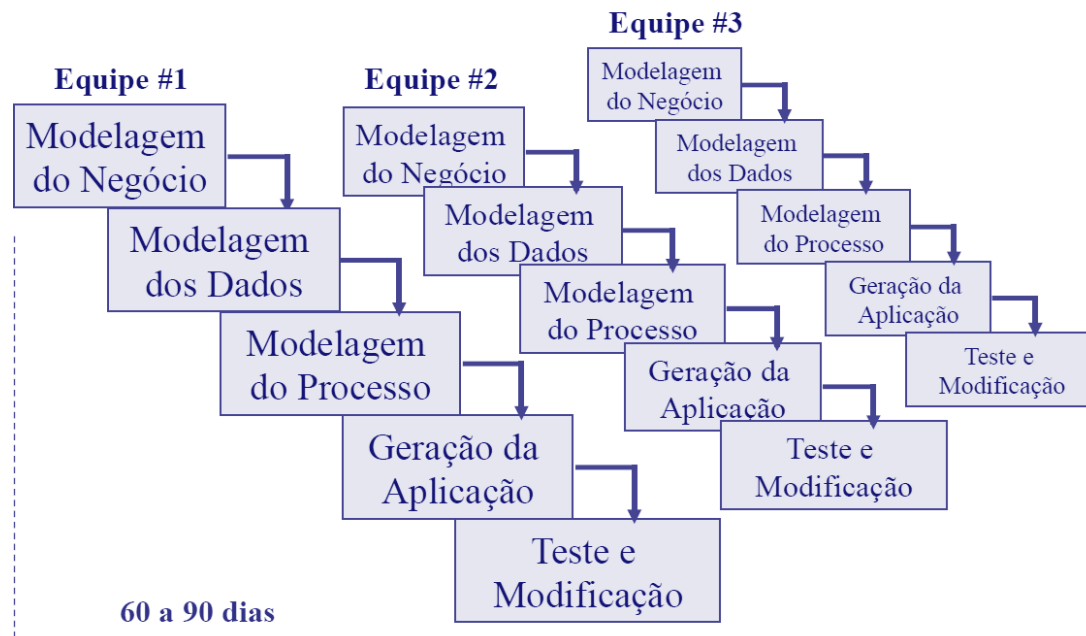 Equipe #1
Modelagem
do Negócio
Modelagem
dos Dados
Modelagem
do Processo
Geração da
Aplicação
Teste e
Modificação
Equipe #2
Modelagem
do Negócio
Modelagem
dos Dados
Modelagem
do Processo
Geração da
Aplicação
Teste e
Modificação
Equipe #3
Modelagem
do Negócio
Modelagem
dos Dados
Modelagem
do Processo
Geração da
Aplicação
Teste e
Modificação
60 a 90 dias